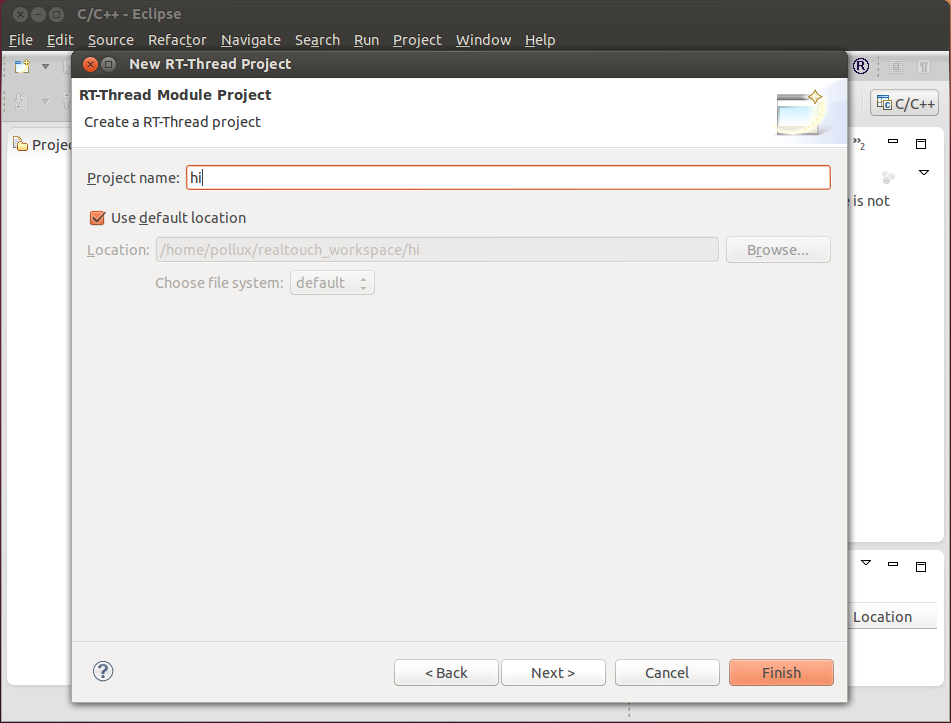 C/C++ - Eclipse
File Edit Source Refactor Navigate Search Run Project Window Help
New RT-Thread Project
RT-Thread Module Project
Create a RT-Thread project
C/C++
Project name: hi
Use default location
Location: /home/pollux/realtouch_workspace/hi Browse...
Choose file system: default
is not
Location
< Back Next > Cancel Finish